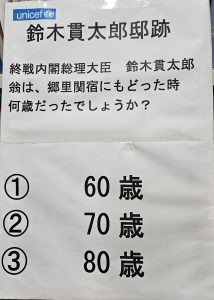 unicef
鈴木貫太郎邸跡
終戦内閣総理大臣　鈴木貫太郎
翁は、郷里関宿にもどった時
何歳だったでしょうか？
①　60歳
②　70歳
③　80歳